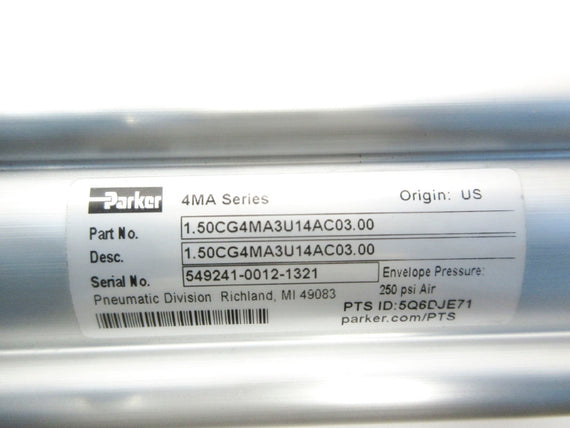 Parker 4MA Series Origin: US
Part No. 1.50CG4MA3U14AC03.00
Desc. 1.50CG4MA3U14AC03.00
Serial No. 549241-0012-1321 Envelope Pressure:
250 psi Air
Pneumatic Division Richland, MI 49083
PTS ID:5Q6DJE71
parker.com/PTS